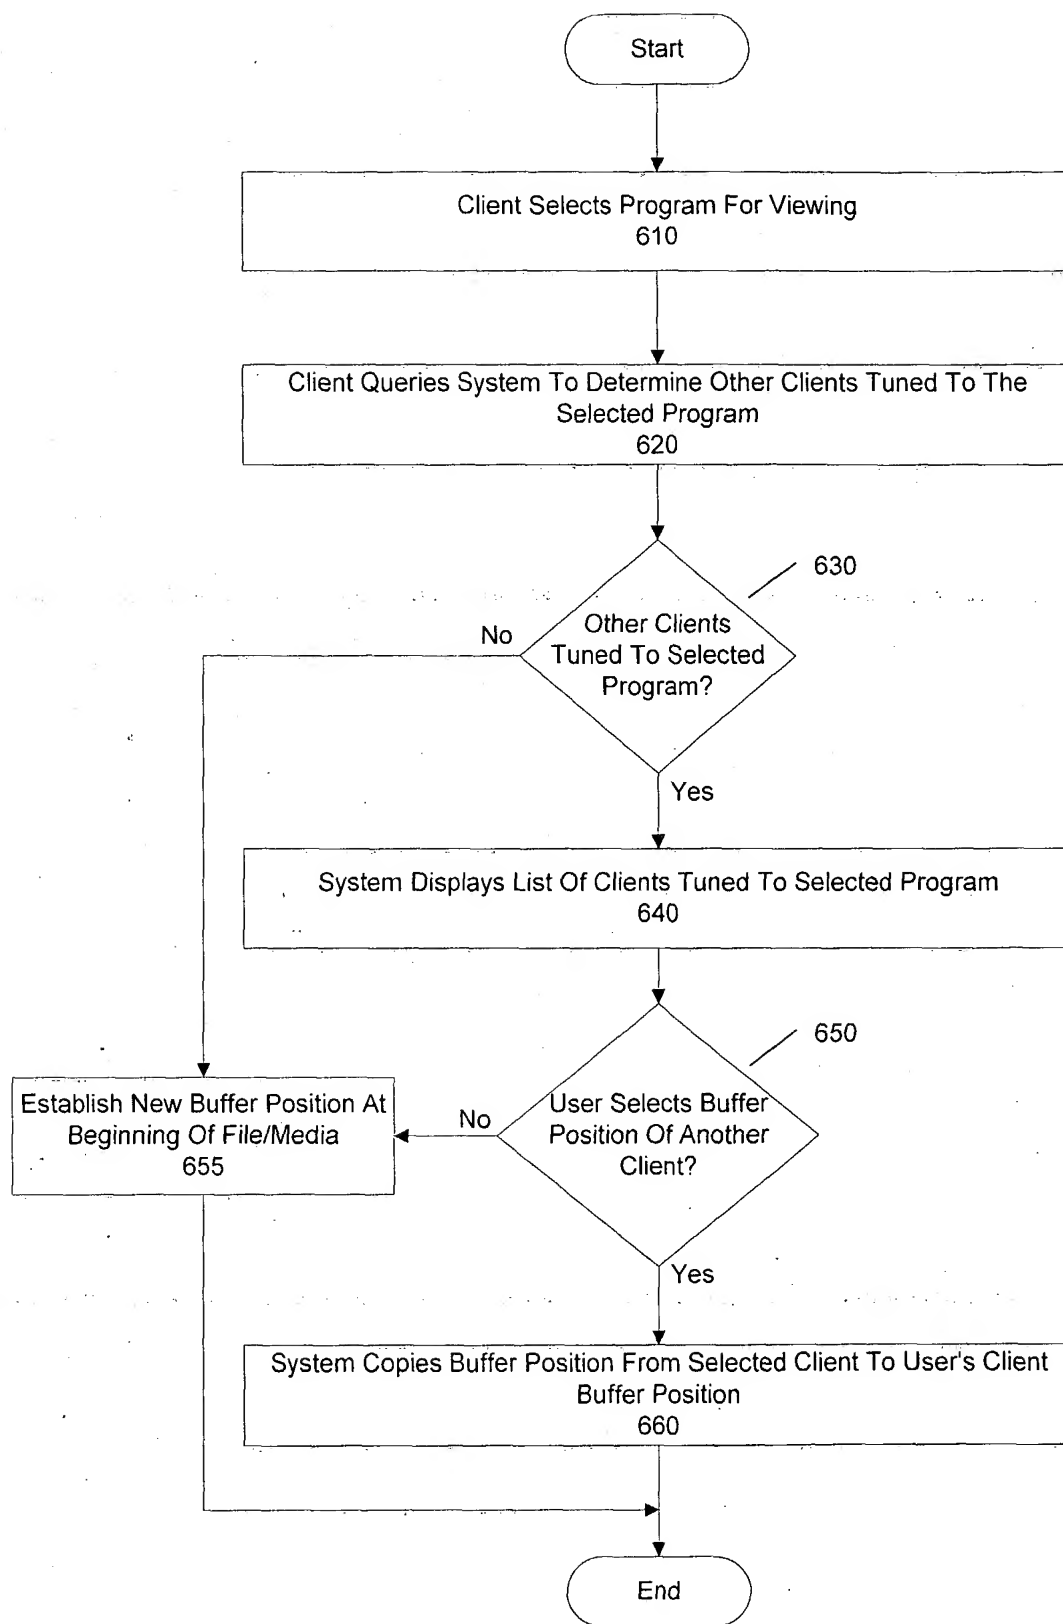 Start
Client Selects Program For Viewing
610
Client Queries System To Determine Other Clients Tuned To The
Selected Program
620
630
Other Clients
Tuned To Selected
Program?
No
Yes
System Displays List Of Clients Tuned To Selected Program
640
650
User Selects Buffer
Position Of Another
Client?
No
Establish New Buffer Position At
Beginning Of File/Media
655
Yes
System Copies Buffer Position From Selected Client To User's Client
Buffer Position
660
End